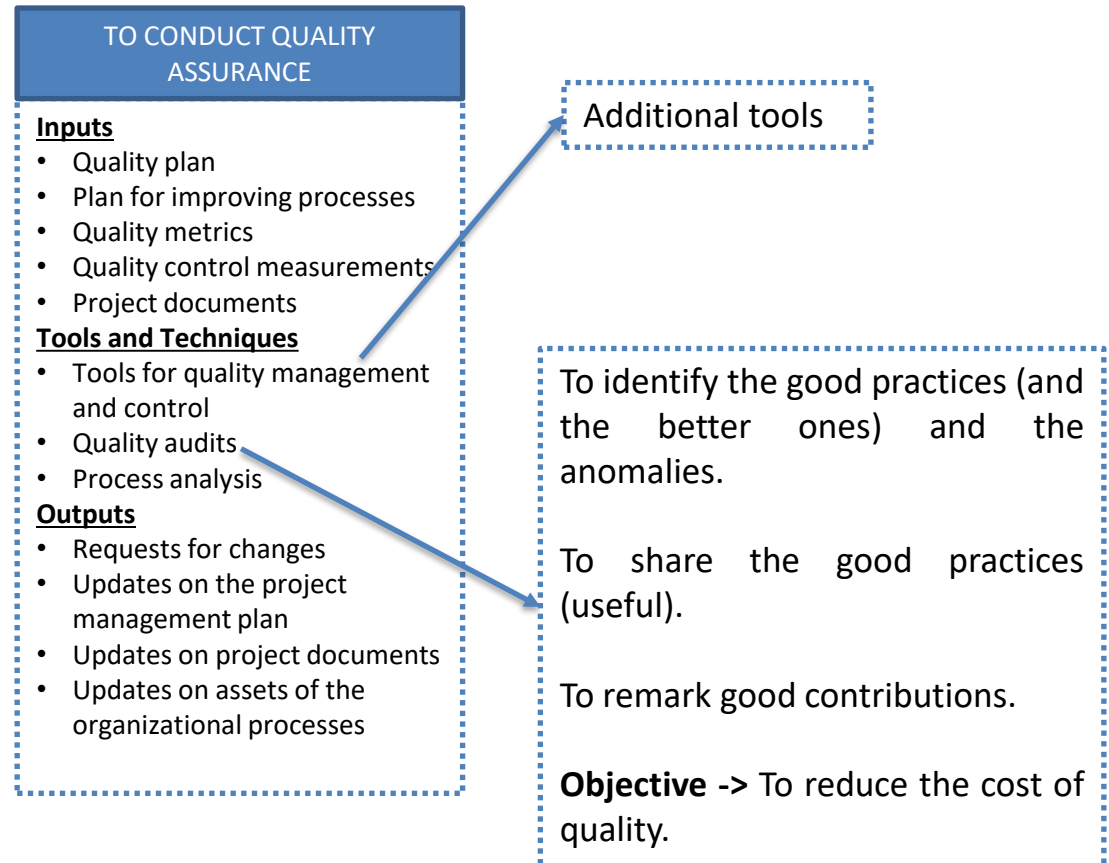 TO CONDUCT QUALITY
ASSURANCE
Inputs
• Quality plan
• Plan for improving processes
• Quality metrics
• Quality control measurements
• Project documents
Tools and Techniques
• Tools for quality management
and control
• Quality audits
• Process analysis
Outputs
• Requests for changes
• Updates on the project
management plan
• Updates on project documents
• Updates on assets of the
organizational processes
Additional tools
To identify the good practices (and
the better ones) and the
anomalies.
To share the good practices
(useful).
To remark good contributions.
Objective -> To reduce the cost of
quality.